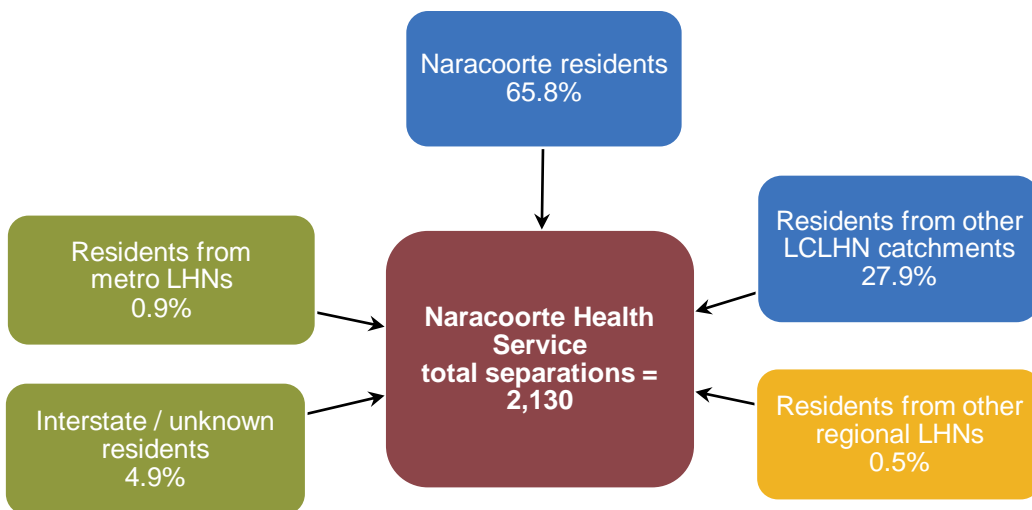 Naracoorte residents
65.8%
Residents from
metro LHNs
0.9%
Residents from other
LCLHN catchments
27.9%
Naracoorte Health
Service
total separations =
2,130
Interstate / unknown
residents
4.9%
Residents from other
regional LHNs
0.5%